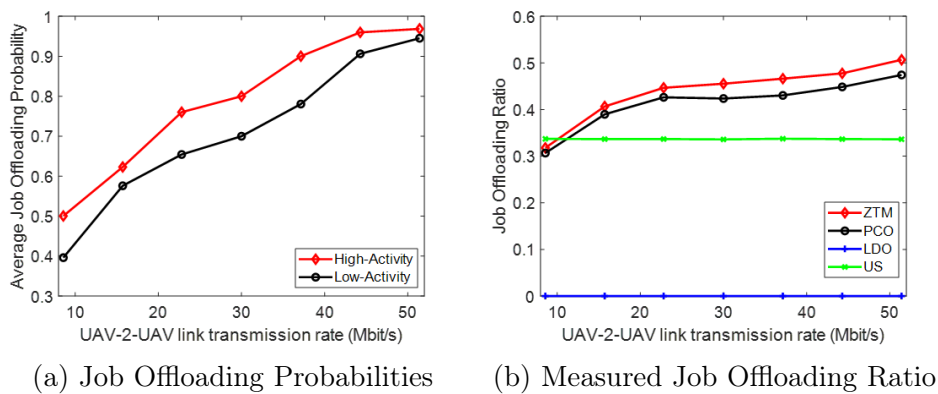 1
0.9
0.8
0.7
0.6
0.5
0.4
0.3
Average Job Offloading Probability
10
20
30
40
50
UAV-2-UAV link transmission rate (Mbit/s)
High-Activity
Low-Activity
(a) Job Offloading Probabilities
0.6
0.5
0.4
0.3
0.2
0.1
0
Job Offloading Ratio
10
20
30
40
50
UAV-2-UAV link transmission rate (Mbit/s)
ZTM
PCO
LDO
US
(b) Measured Job Offloading Ratio